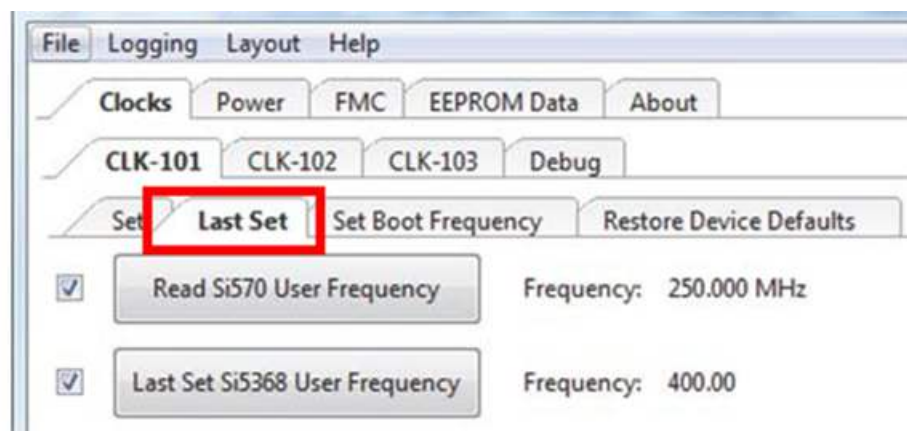 File Logging Layout Help
Clocks Power FMC EEPROM Data About
CLK-101 CLK-102 CLK-103 Debug
Set Last Set Set Boot Frequency Restore Device Defaults
Read Si570 User Frequency Frequency: 250.000 MHz
Last Set Si5368 User Frequency Frequency: 400.00